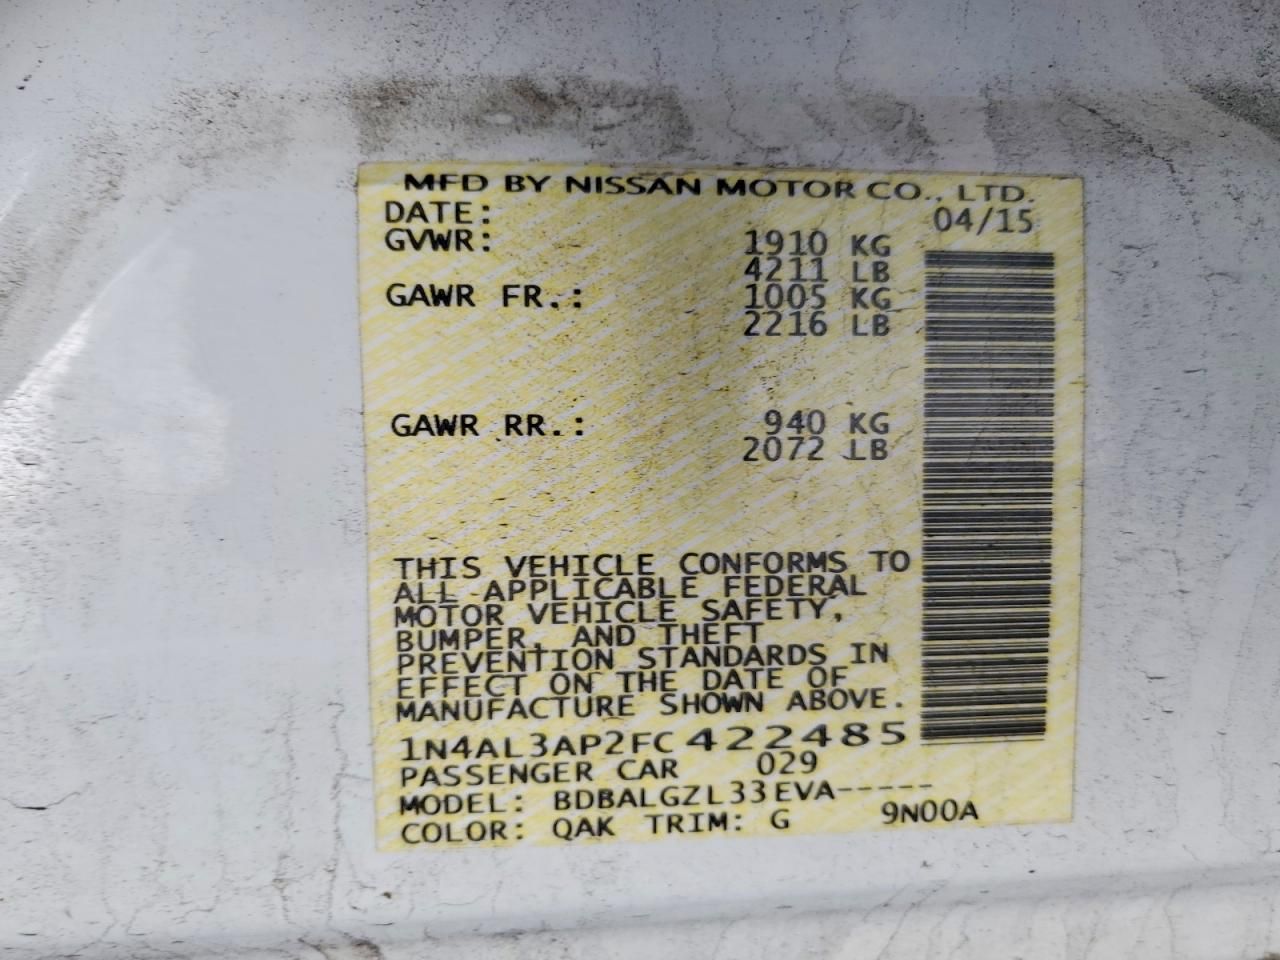 MFD BY NISSAN MOTOR CO., LTD.
DATE: 04/15
GVWR: 1910 KG
4211 LB
GAWR FR.: 1005 KG
2216 LB
GAWR RR.: 940 KG
2072 LB
THIS VEHICLE CONFORMS TO
ALL APPLICABLE FEDERAL
MOTOR VEHICLE SAFETY,
BUMPER, AND THEFT
PREVENTION STANDARDS IN
EFFECT ON THE DATE OF
MANUFACTURE SHOWN ABOVE.
1N4AL3AP2FC422485
PASSENGER CAR 029
MODEL: BDBALGZL33EVA-----
COLOR: QAK TRIM: G 9N00A